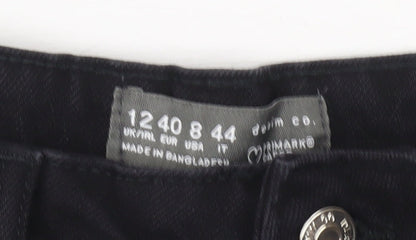 12 40 8 44 denim co.
UK/IRL EUR USA IT PRIMARK®
MADE IN BANGLADESH